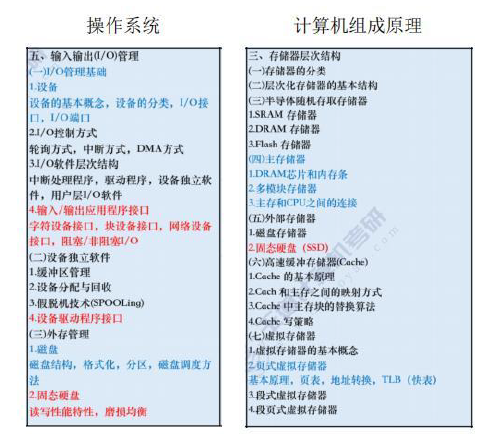 操作系统
五、输入输出(I/O)管理
(一)I/O管理基础
1.设备
设备的基本概念，设备的分类，I/O接
口，I/O端口
2.I/O控制方式
轮询方式，中断方式，DMA方式
3.I/O软件层次结构
中断处理程序，驱动程序，设备独立软
件，用户层I/O软件
4.输入/输出应用程序接口
字符设备接口，块设备接口，网络设备
接口，阻塞/非阻塞I/O
(二)设备独立软件
1.缓冲区管理
2.设备分配与回收
3.假脱机技术(SPOOLing)
4.设备驱动程序接口
(三)外存管理
1.磁盘
磁盘结构，格式化，分区，磁盘调度方
法
2.固态硬盘
读写性能特性，磨损均衡
计算机组成原理
三、存储器层次结构
(一)存储器的分类
(二)层次化存储器的基本结构
(三)半导体随机存取存储器
1.SRAM 存储器
2.DRAM 存储器
3.Flash 存储器
(四)主存储器
1.DRAM芯片和内存条
2.多模块存储器
3.主存和CPU之间的连接
(五)外部存储器
1.磁盘存储器
2.固态硬盘（SSD）
(六)高速缓冲存储器(Cache)
1.Cache 的基本原理
2.Cach 和主存之间的映射方式
3.Cache 中主存块的替换算法
4.Cache 写策略
(七)虚拟存储器
1.虚拟存储器的基本概念
2.页式虚拟存储器
基本原理，页表，地址转换，TLB（快表）
3.段式虚拟存储器
4.段页式虚拟存储器